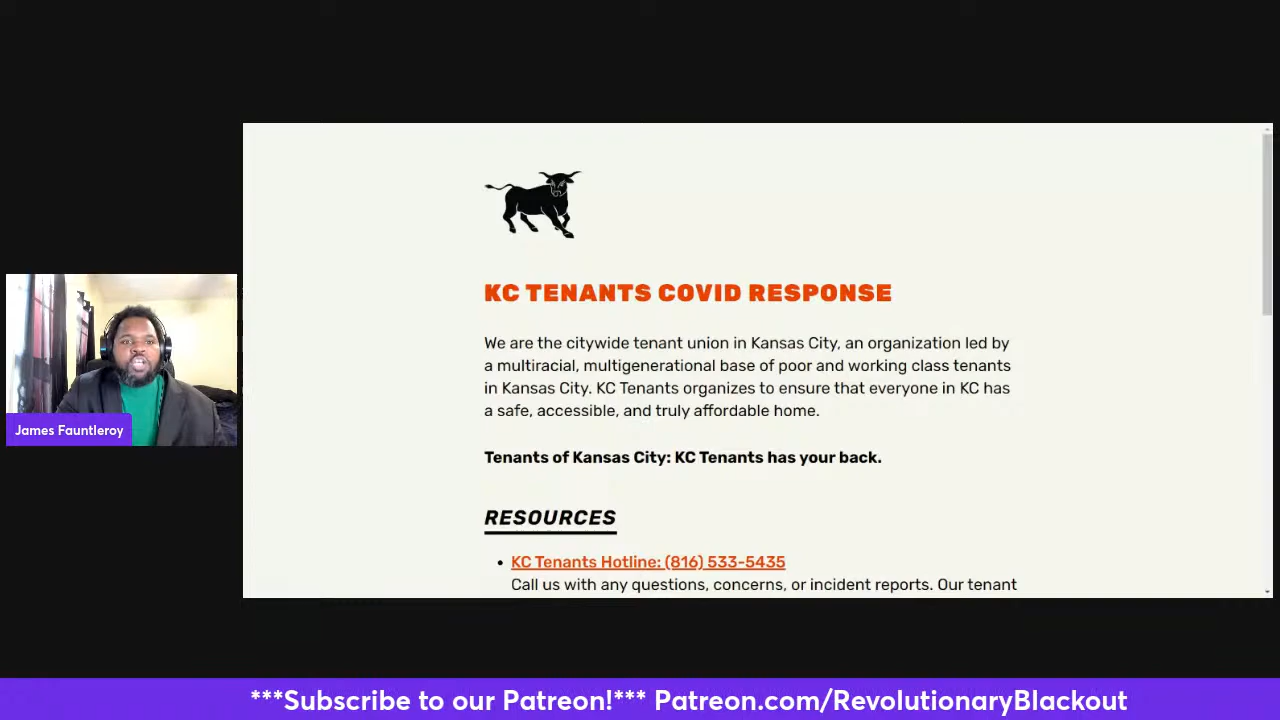 KC TENANTS COVID RESPONSE
We are the citywide tenant union in Kansas City, an organization led by
a multiracial, multigenerational base of poor and working class tenants
in Kansas City. KC Tenants organizes to ensure that everyone in KC has
a safe, accessible, and truly affordable home.
Tenants of Kansas City: KC Tenants has your back.
RESOURCES
• KC Tenants Hotline: (816) 533-5435
Call us with any questions, concerns, or incident reports. Our tenant
James Fauntleroy
***Subscribe to our Patreon!*** Patreon.com/RevolutionaryBlackout